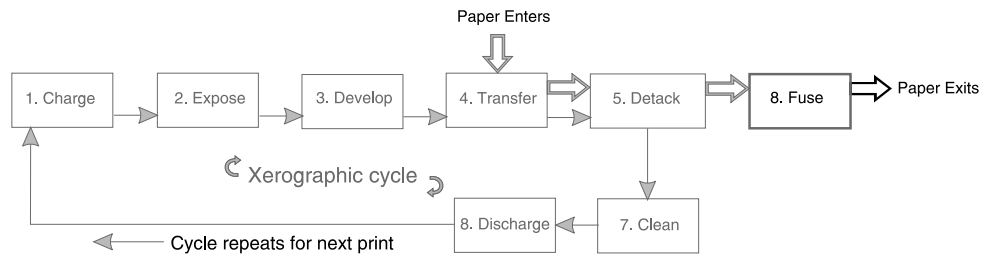 Paper Enters
1. Charge
2. Expose
3. Develop
4. Transfer
5. Detack
8. Fuse
Paper Exits
Xerographic cycle
8. Discharge
7. Clean
Cycle repeats for next print